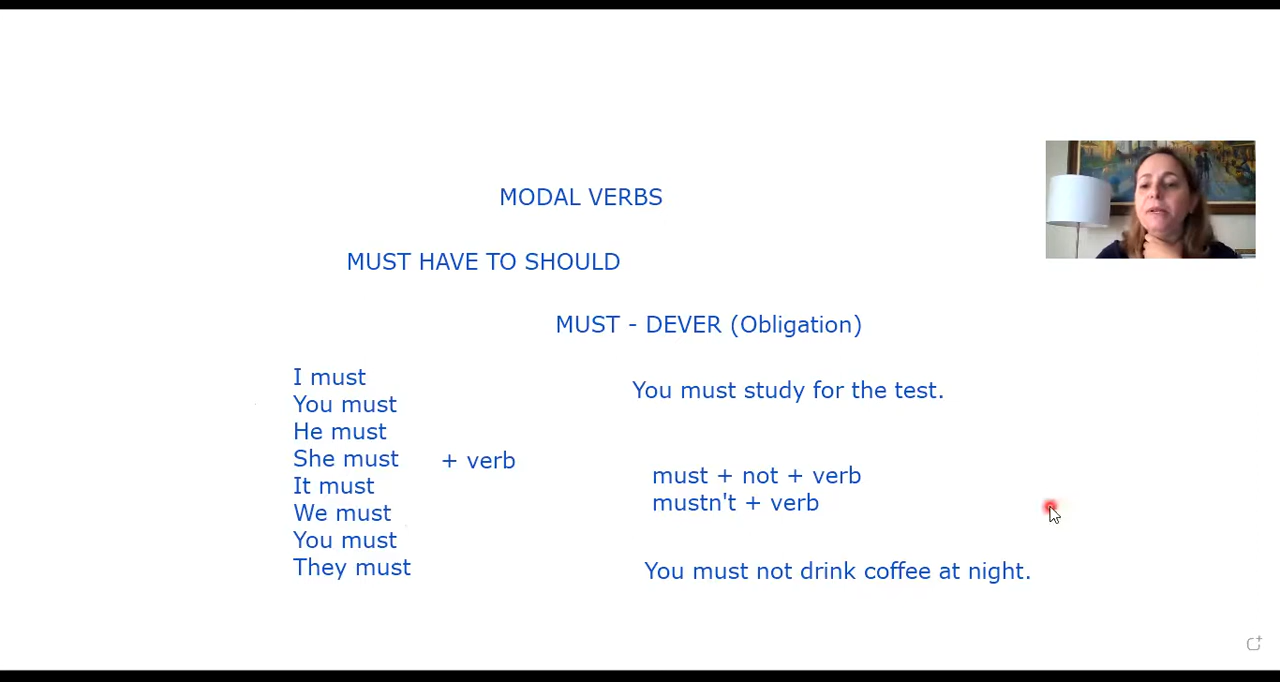 MODAL VERBS
MUST HAVE TO SHOULD
MUST - DEVER (Obligation)
I must
You must
He must
She must
It must
We must
You must
They must
+ verb
You must study for the test.
must + not + verb
mustn't + verb
You must not drink coffee at night.